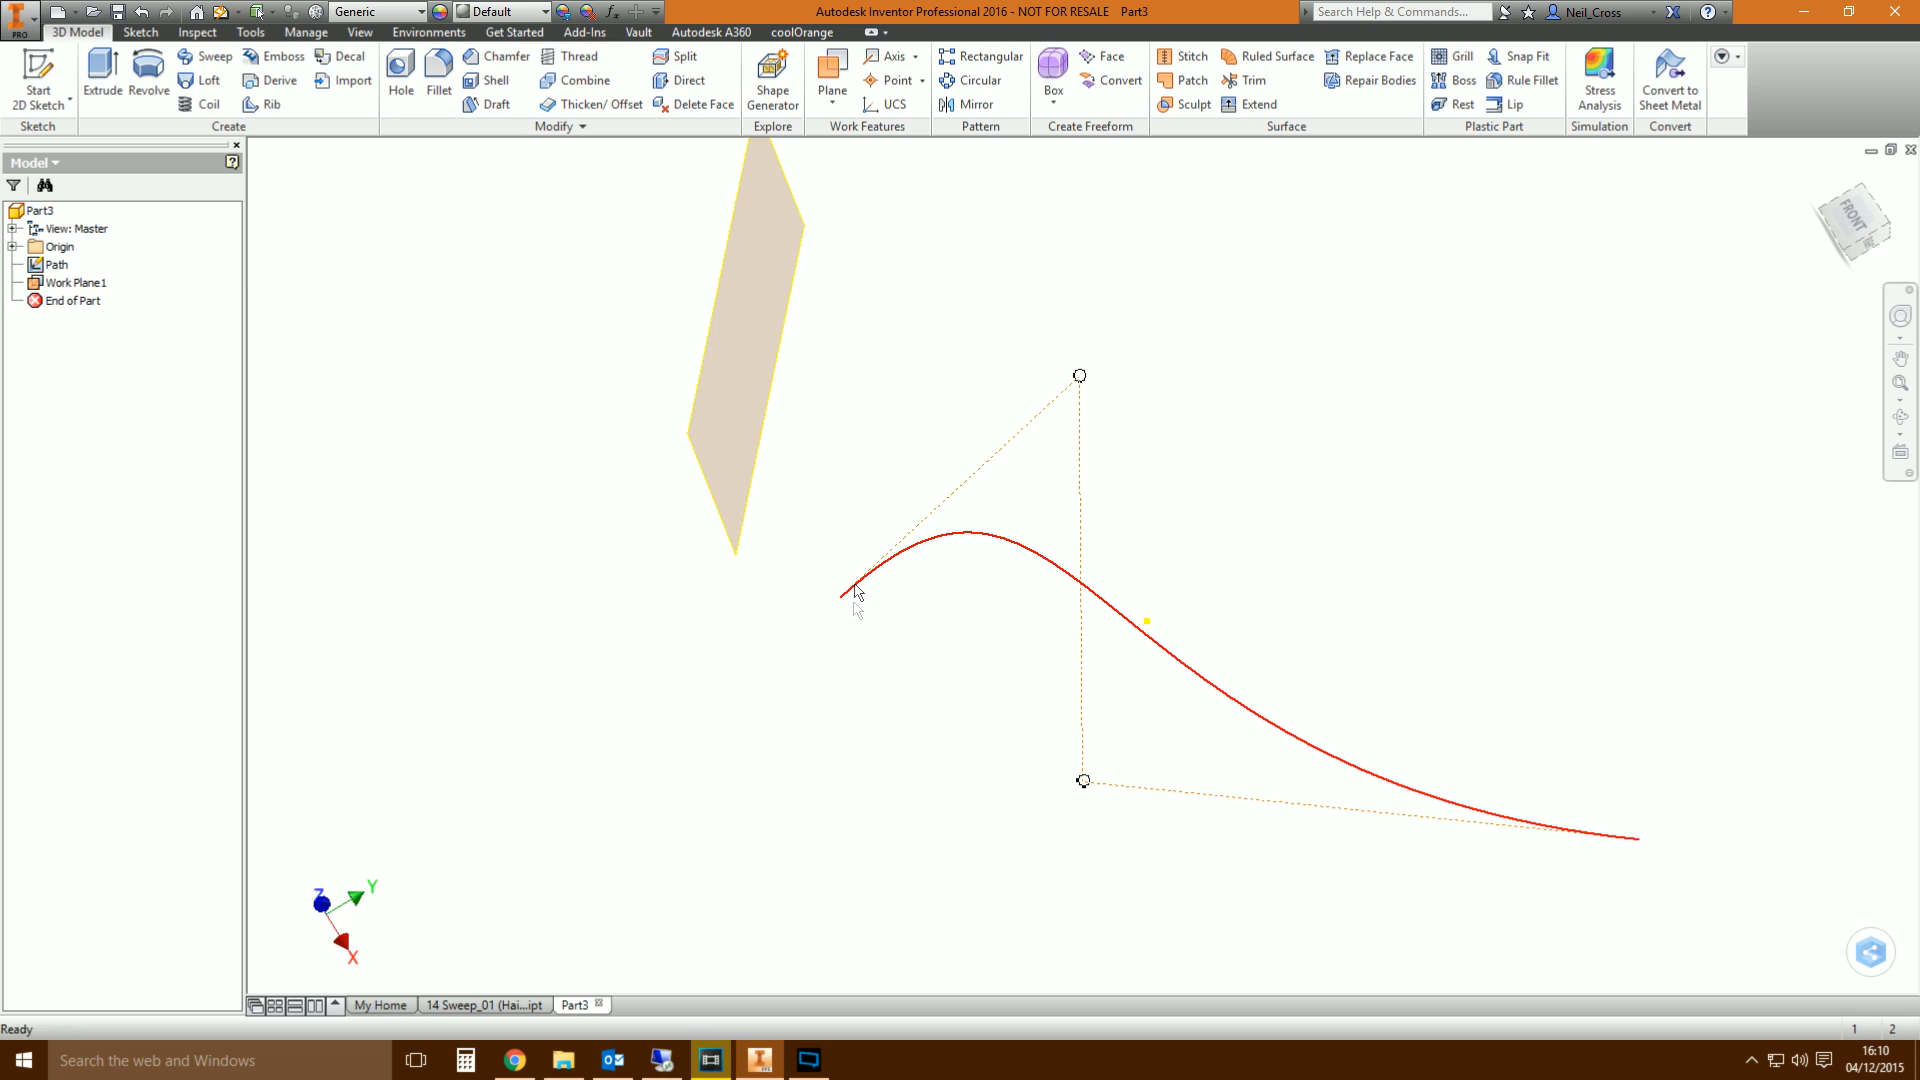 PRO
Generic
Default
Autodesk Inventor Professional 2016 - NOT FOR RESALE Part3
Search Help & Commands...
Neil_Cross
3D Model Sketch Inspect Tools Manage View Environments Get Started Add-Ins Vault Autodesk A360 coolOrange
Start
2D Sketch
Extrude
Revolve
Sweep
Loft
Coil
Emboss
Derive
Rib
Decal
Import
Hole
Fillet
Chamfer
Shell
Draft
Thread
Combine
Thicken/ Offset
Split
Direct
Delete Face
Shape
Generator
Plane
Axis
Point
UCS
Rectangular
Circular
Mirror
Box
Face
Convert
Stitch
Patch
Sculpt
Ruled Surface
Trim
Extend
Replace Face
Repair Bodies
Grill
Boss
Rest
Snap Fit
Rule Fillet
Lip
Stress
Analysis
Convert to
Sheet Metal
Sketch Create Modify Explore Work Features Pattern Create Freeform Surface Plastic Part Simulation Convert
Model
Part3
View: Master
Origin
Path
Work Plane1
End of Part
FRONT
Z
Y
X
My Home
14 Sweep_01 (Hai...ipt
Part3
Ready
1 2
Search the web and Windows
16:10
04/12/2015